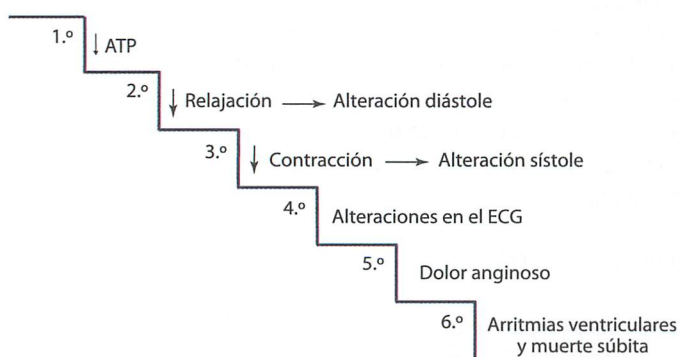 1.º ↓ ATP
2.º ↓ Relajación → Alteración diástole
3.º ↓ Contracción → Alteración sístole
4.º Alteraciones en el ECG
5.º Dolor anginoso
6.º Arritmias ventriculares
y muerte súbita